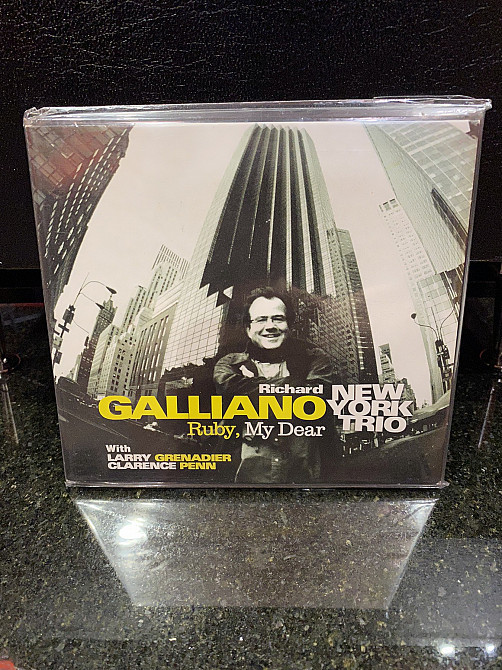 Richard
GALLIANO
NEW
YORK
TRIO
Ruby, My Dear
With
LARRY GRENADIER
CLARENCE PENN